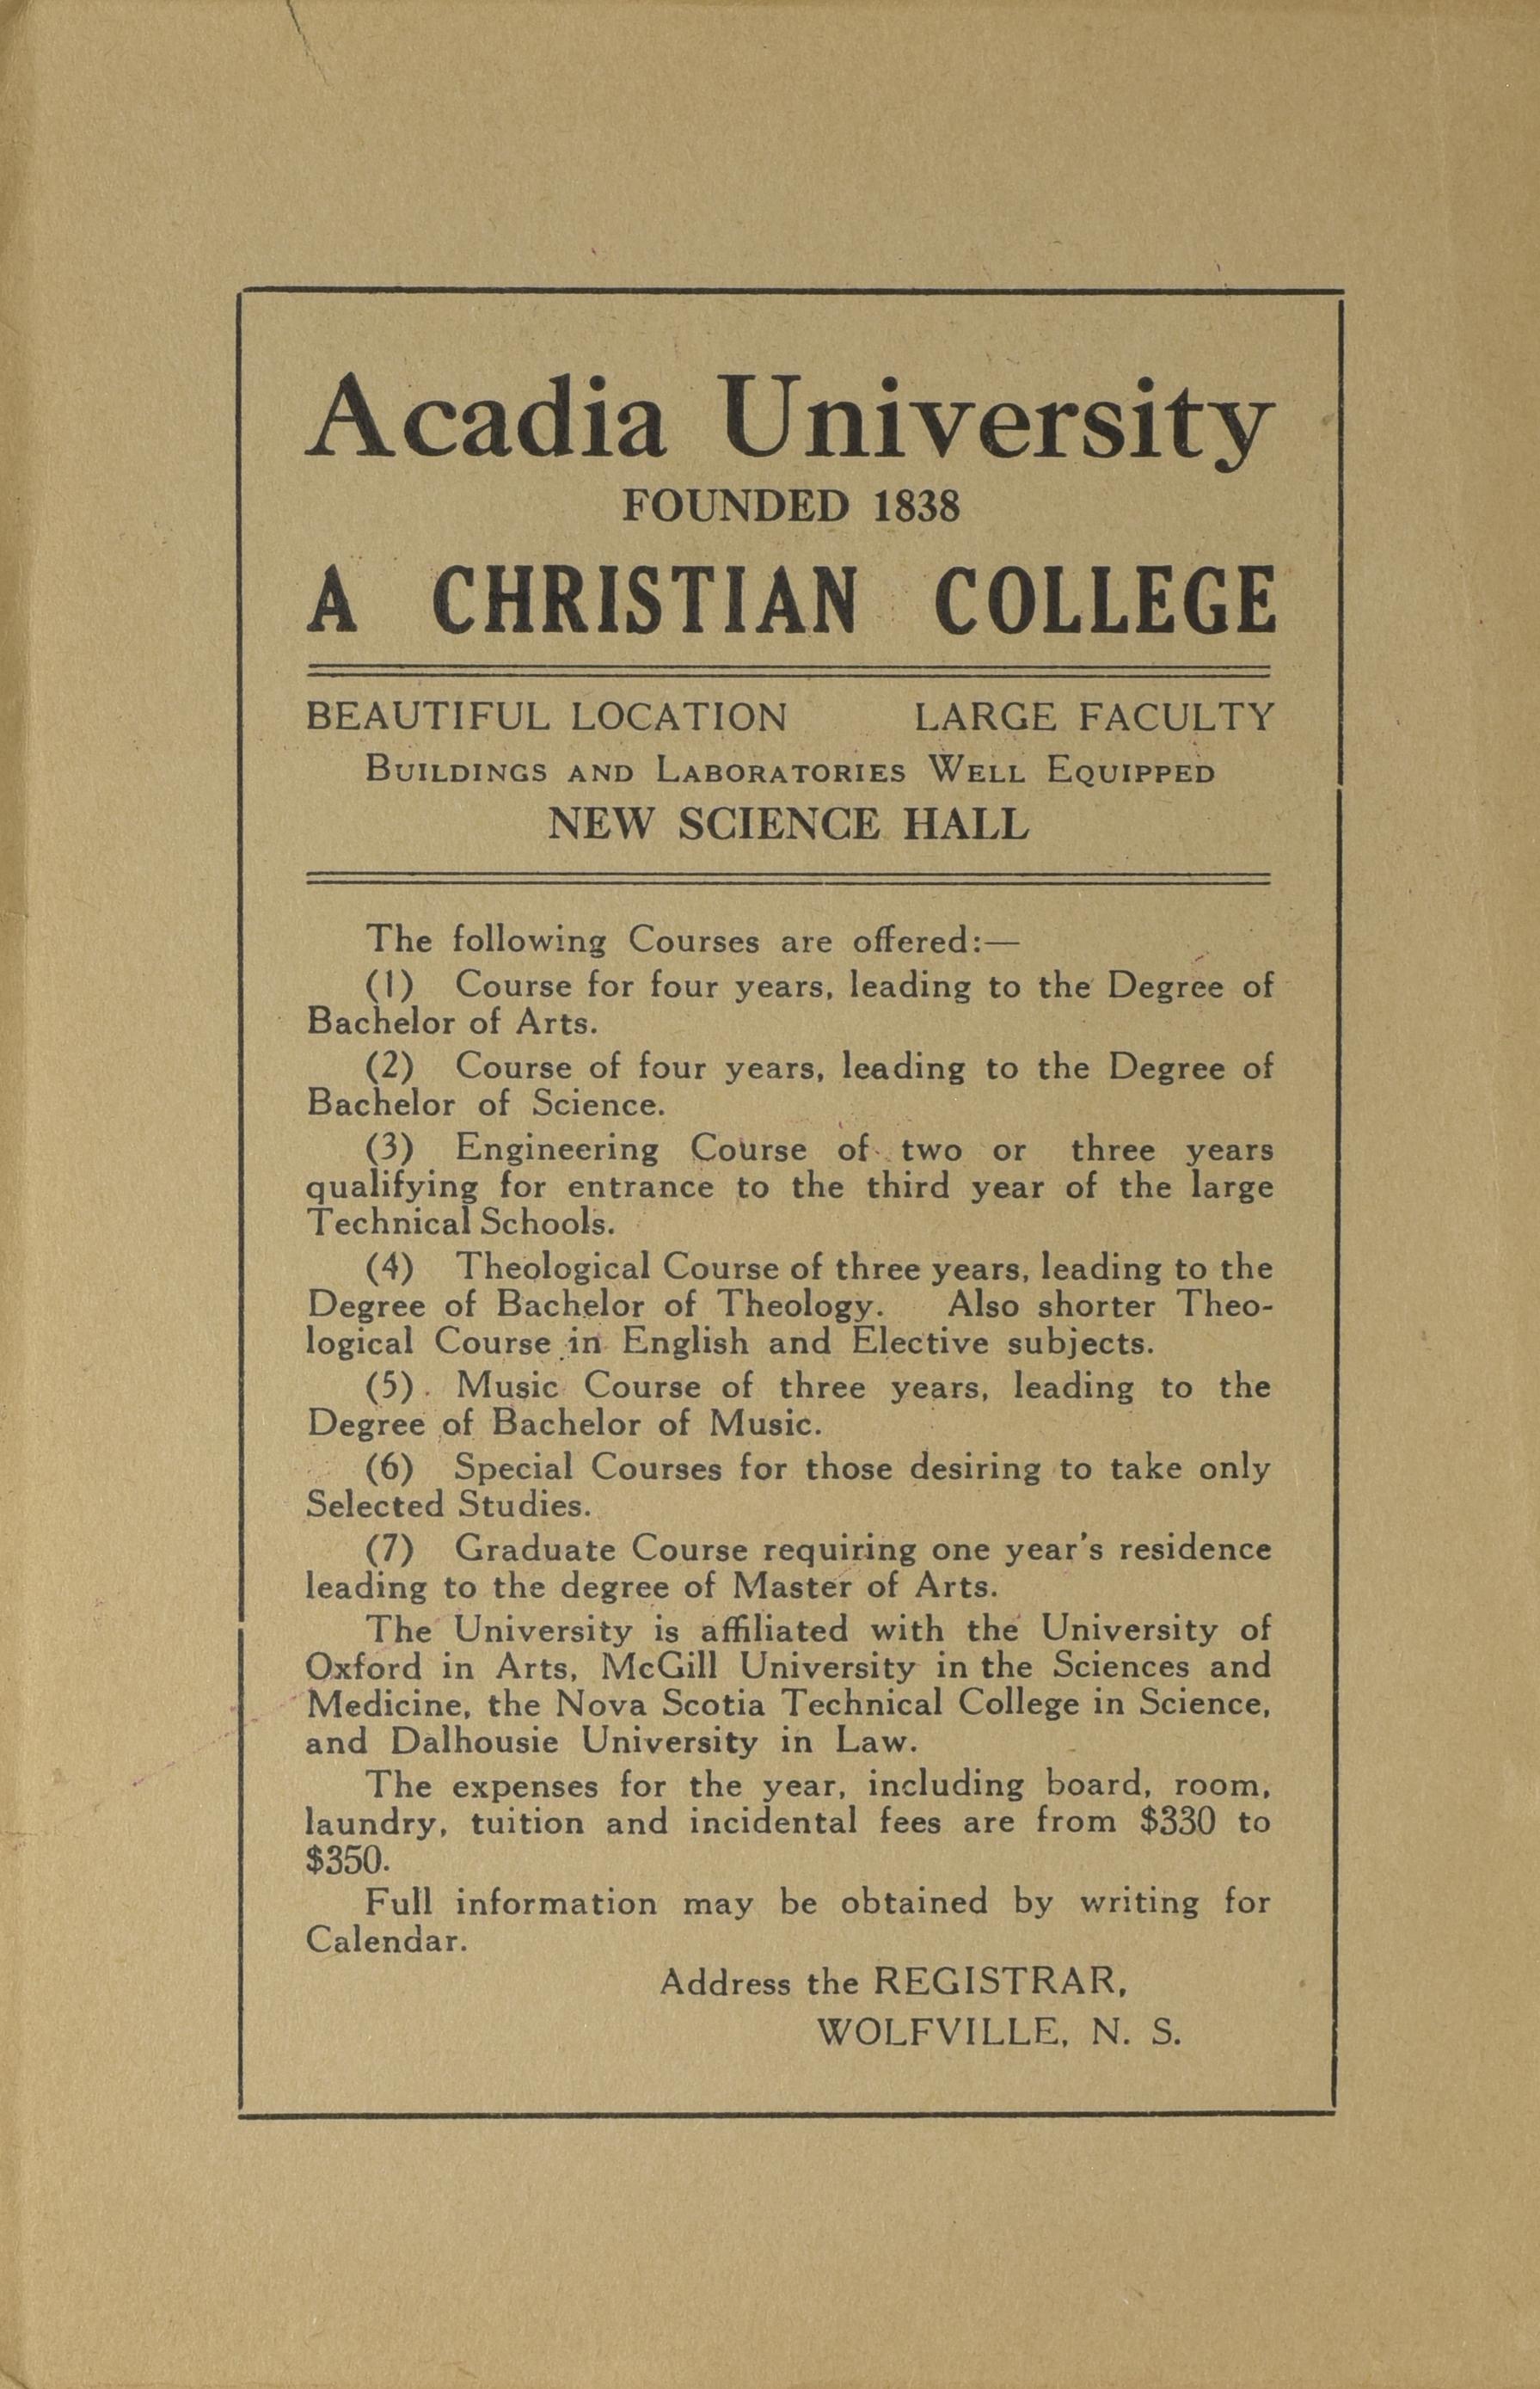 Acadia University
FOUNDED 1838
A CHRISTIAN COLLEGE
BEAUTIFUL LOCATION LARGE FACULTY
BUILDINGS AND LABORATORIES WELL EQUIPPED
NEW SCIENCE HALL
The following Courses are offered:—
(1) Course for four years, leading to the Degree of
Bachelor of Arts.
(2) Course of four years, leading to the Degree of
Bachelor of Science.
(3) Engineering Course of two or three years
qualifying for entrance to the third year of the large
Technical Schools.
(4) Theological Course of three years, leading to the
Degree of Bachelor of Theology. Also shorter Theo-
logical Course in English and Elective subjects.
(5) Music Course of three years, leading to the
Degree of Bachelor of Music.
(6) Special Courses for those desiring to take only
Selected Studies.
(7) Graduate Course requiring one year's residence
leading to the degree of Master of Arts.
The University is affiliated with the University of
Oxford in Arts, McGill University in the Sciences and
Medicine, the Nova Scotia Technical College in Science,
and Dalhousie University in Law.
The expenses for the year, including board, room,
laundry, tuition and incidental fees are from $330 to
$350.
Full information may be obtained by writing for
Calendar.
Address the REGISTRAR,
WOLFVILLE, N. S.